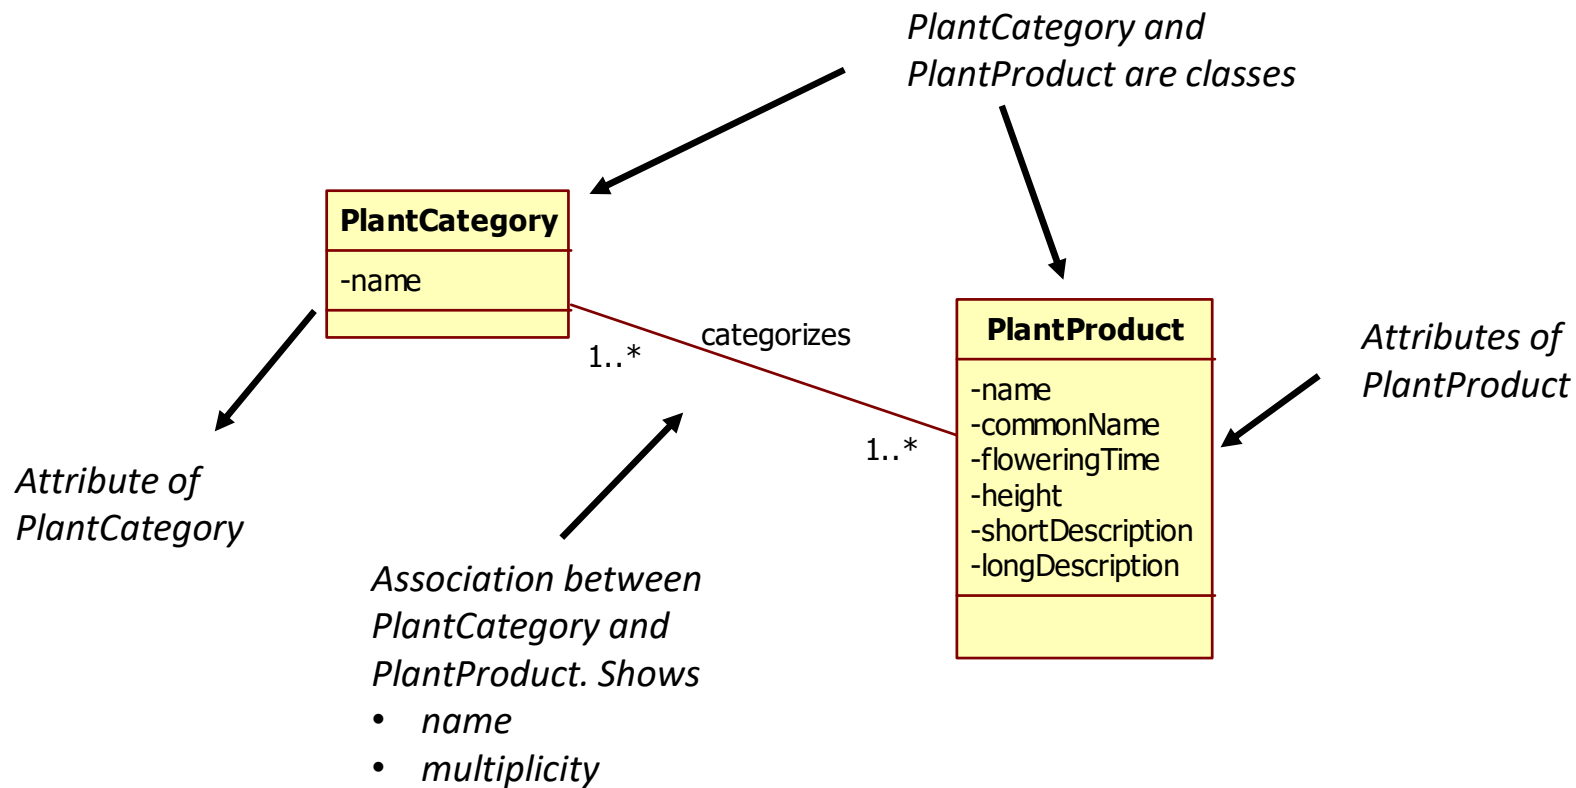 PlantCategory and
PlantProduct are classes
PlantCategory
-name
categorizes
1..*
1..*
PlantProduct
-name
-commonName
-floweringTime
-height
-shortDescription
-longDescription
Attributes of
PlantProduct
Attribute of
PlantCategory
Association between
PlantCategory and
PlantProduct. Shows
• name
• multiplicity